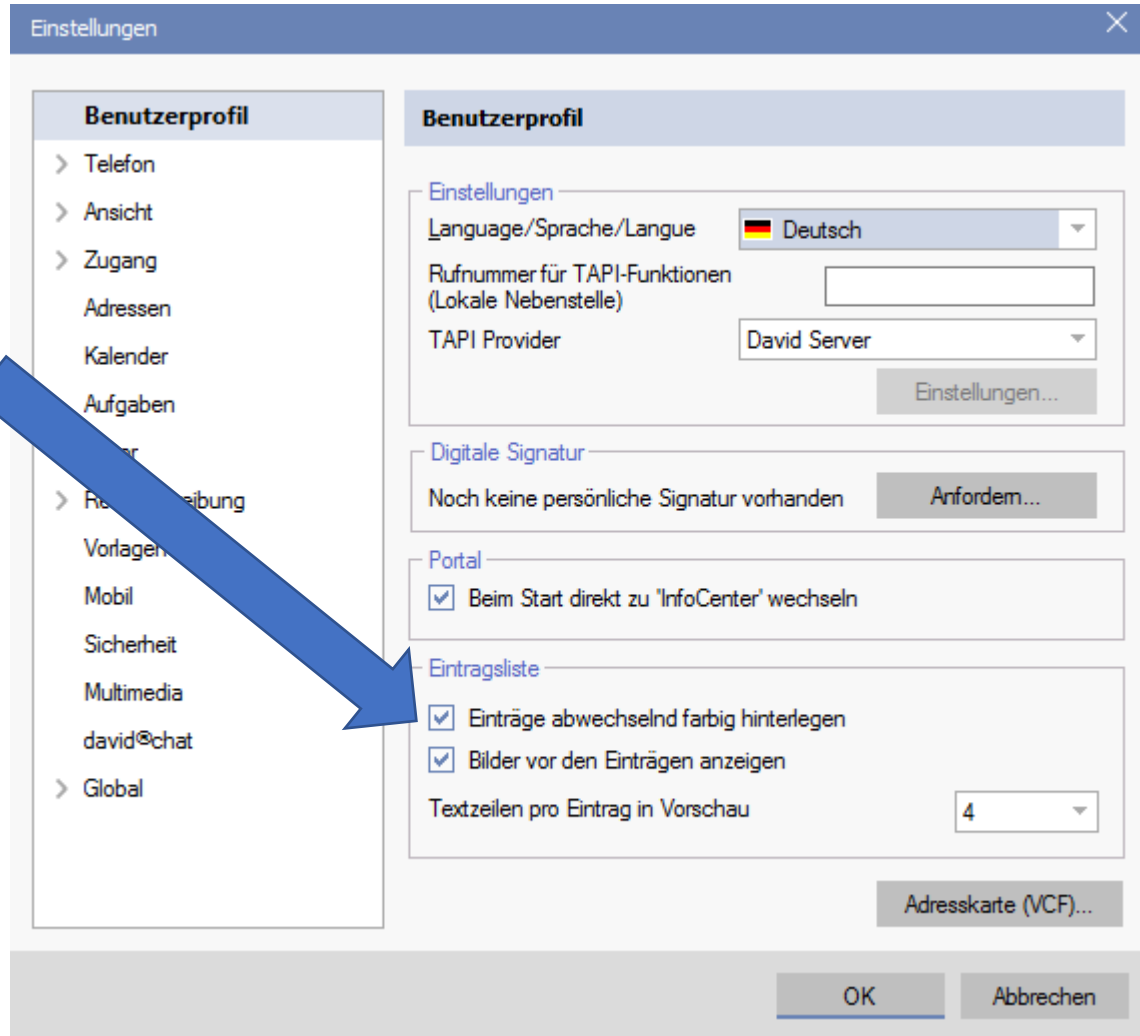 Einstellungen
Benutzerprofil
Telefon
Ansicht
Zugang
Adressen
Kalender
Aufgaben
Vorlagen
Mobil
Sicherheit
Multimedia
david®chat
Global
Benutzerprofil
Einstellungen
Language/Sprache/Langue
Deutsch
Rufnummer für TAPI-Funktionen
(Lokale Nebenstelle)
TAPI Provider
David Server
Einstellungen...
Digitale Signatur
Noch keine persönliche Signatur vorhanden
Anfordern...
Portal
Beim Start direkt zu 'InfoCenter' wechseln
Eintragsliste
Einträge abwechselnd farbig hinterlegen
Bilder vor den Einträgen anzeigen
Textzeilen pro Eintrag in Vorschau
4
Adresskarte (VCF)...
OK
Abbrechen